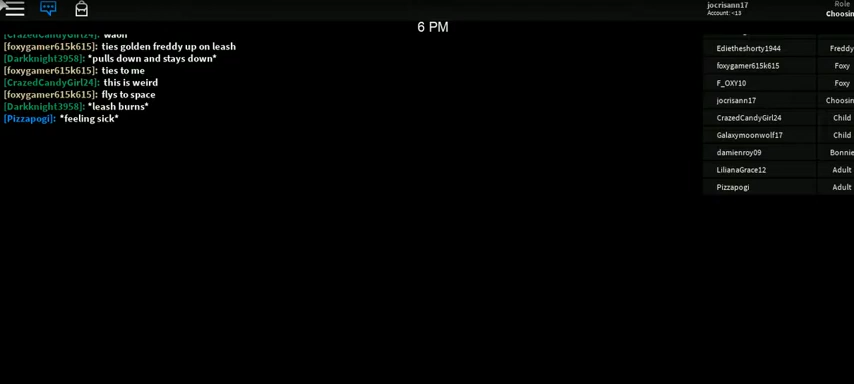 jocrisann17 Role
Account: <13 Choosin
6 PM
[CrazedCandyGirl24]: waoh
[foxygamer615k615]: ties golden freddy up on leash
[Darkknight3958]: *pulls down and stays down*
[foxygamer615k615]: ties to me
[CrazedCandyGirl24]: this is weird
[foxygamer615k615]: flys to space
[Darkknight3958]: *leash burns*
[Pizzapogi]: *feeling sick*
Edietheshorty1944 Freddy
foxygamer615k615 Foxy
F_OXY10 Foxy
jocrisann17 Choosin
CrazedCandyGirl24 Child
Galaxymoonwolf17 Child
damienroy09 Bonnie
LilianaGrace12 Adult
Pizzapogi Adult